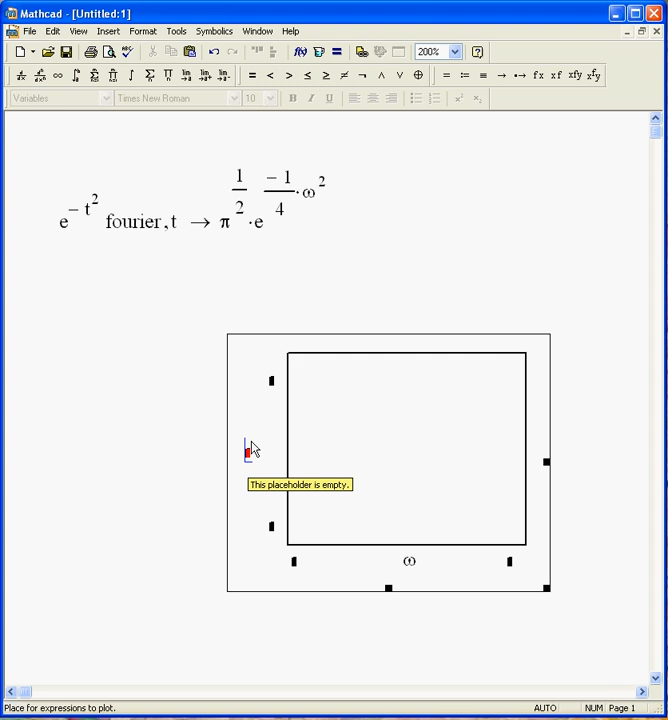 Mathcad - [Untitled:1]
File Edit View Insert Format Tools Symbolics Window Help
200%
Variables Times New Roman 10 B I U
e^(− t^2) fourier, t → π^(1/2) · e^(−1/4 · ω^2)
This placeholder is empty.
ω
Place for expressions to plot. AUTO NUM Page 1